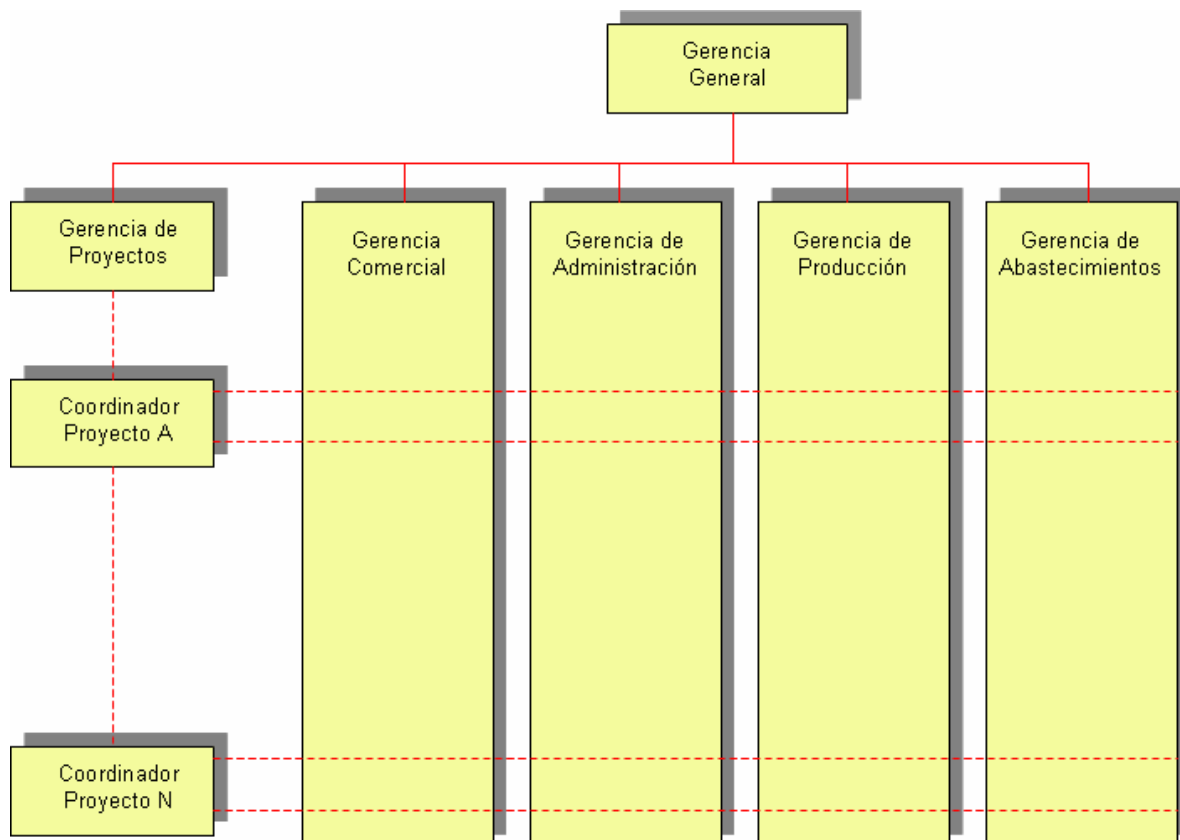 Gerencia
General
Gerencia de
Proyectos
Gerencia
Comercial
Gerencia de
Administración
Gerencia de
Producción
Gerencia de
Abastecimientos
Coordinador
Proyecto A
Coordinador
Proyecto N